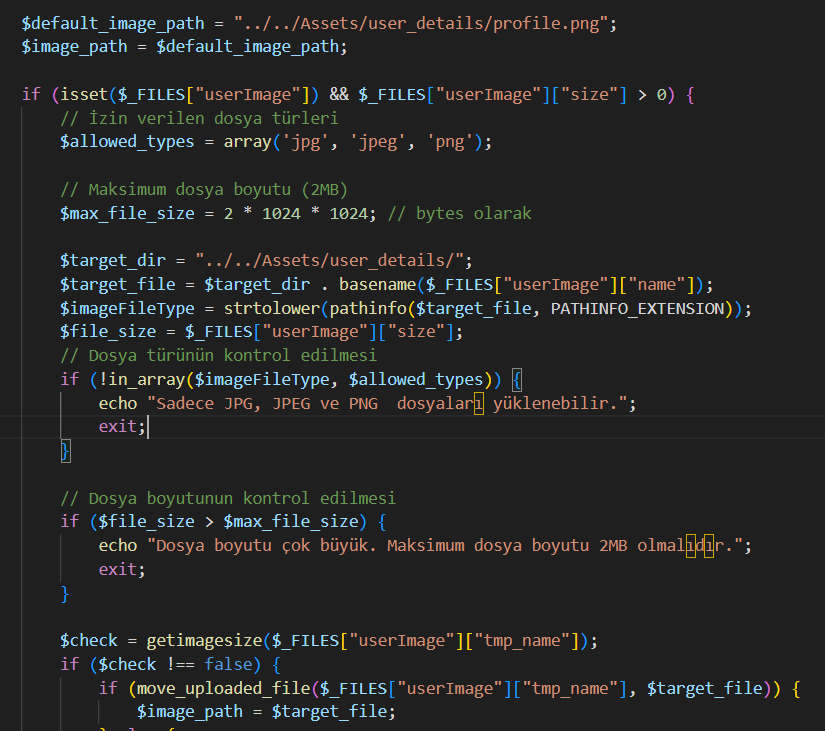 $default_image_path = "../../Assets/user_details/profile.png";
$image_path = $default_image_path;
if (isset($_FILES["userImage"]) && $_FILES["userImage"]["size"] > 0) {
// İzin verilen dosya türleri
$allowed_types = array('jpg', 'jpeg', 'png');
// Maksimum dosya boyutu (2MB)
$max_file_size = 2 * 1024 * 1024; // bytes olarak
$target_dir = "../../Assets/user_details/";
$target_file = $target_dir . basename($_FILES["userImage"]["name"]);
$imageFileType = strtolower(pathinfo($target_file, PATHINFO_EXTENSION));
$file_size = $_FILES["userImage"]["size"];
// Dosya türünün kontrol edilmesi
if (!in_array($imageFileType, $allowed_types)) {
echo "Sadece JPG, JPEG ve PNG  dosyaları yüklenebilir.";
exit;
}
// Dosya boyutunun kontrol edilmesi
if ($file_size > $max_file_size) {
echo "Dosya boyutu çok büyük. Maksimum dosya boyutu 2MB olmalıdır.";
exit;
}
$check = getimagesize($_FILES["userImage"]["tmp_name"]);
if ($check !== false) {
if (move_uploaded_file($_FILES["userImage"]["tmp_name"], $target_file)) {
$image_path = $target_file;